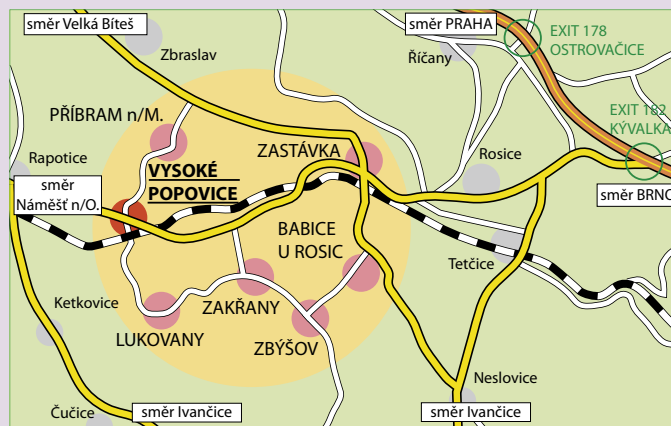 směr Velká Bíteš
směr PRAHA
EXIT 178
OSTROVAČICE
Zbraslav
Říčany
PŘÍBRAM n/M.
EXIT 182
KÝVALKA
ZASTÁVKA
Rapotice
VYSOKÉ
POPOVICE
Rosice
směr
Náměšť n/O.
směr BRNO
BABICE
U ROSIC
Tetčice
Ketkovice
ZAKŘANY
LUKOVANY
ZBÝŠOV
Neslovice
Čučice
směr Ivančice
směr Ivančice